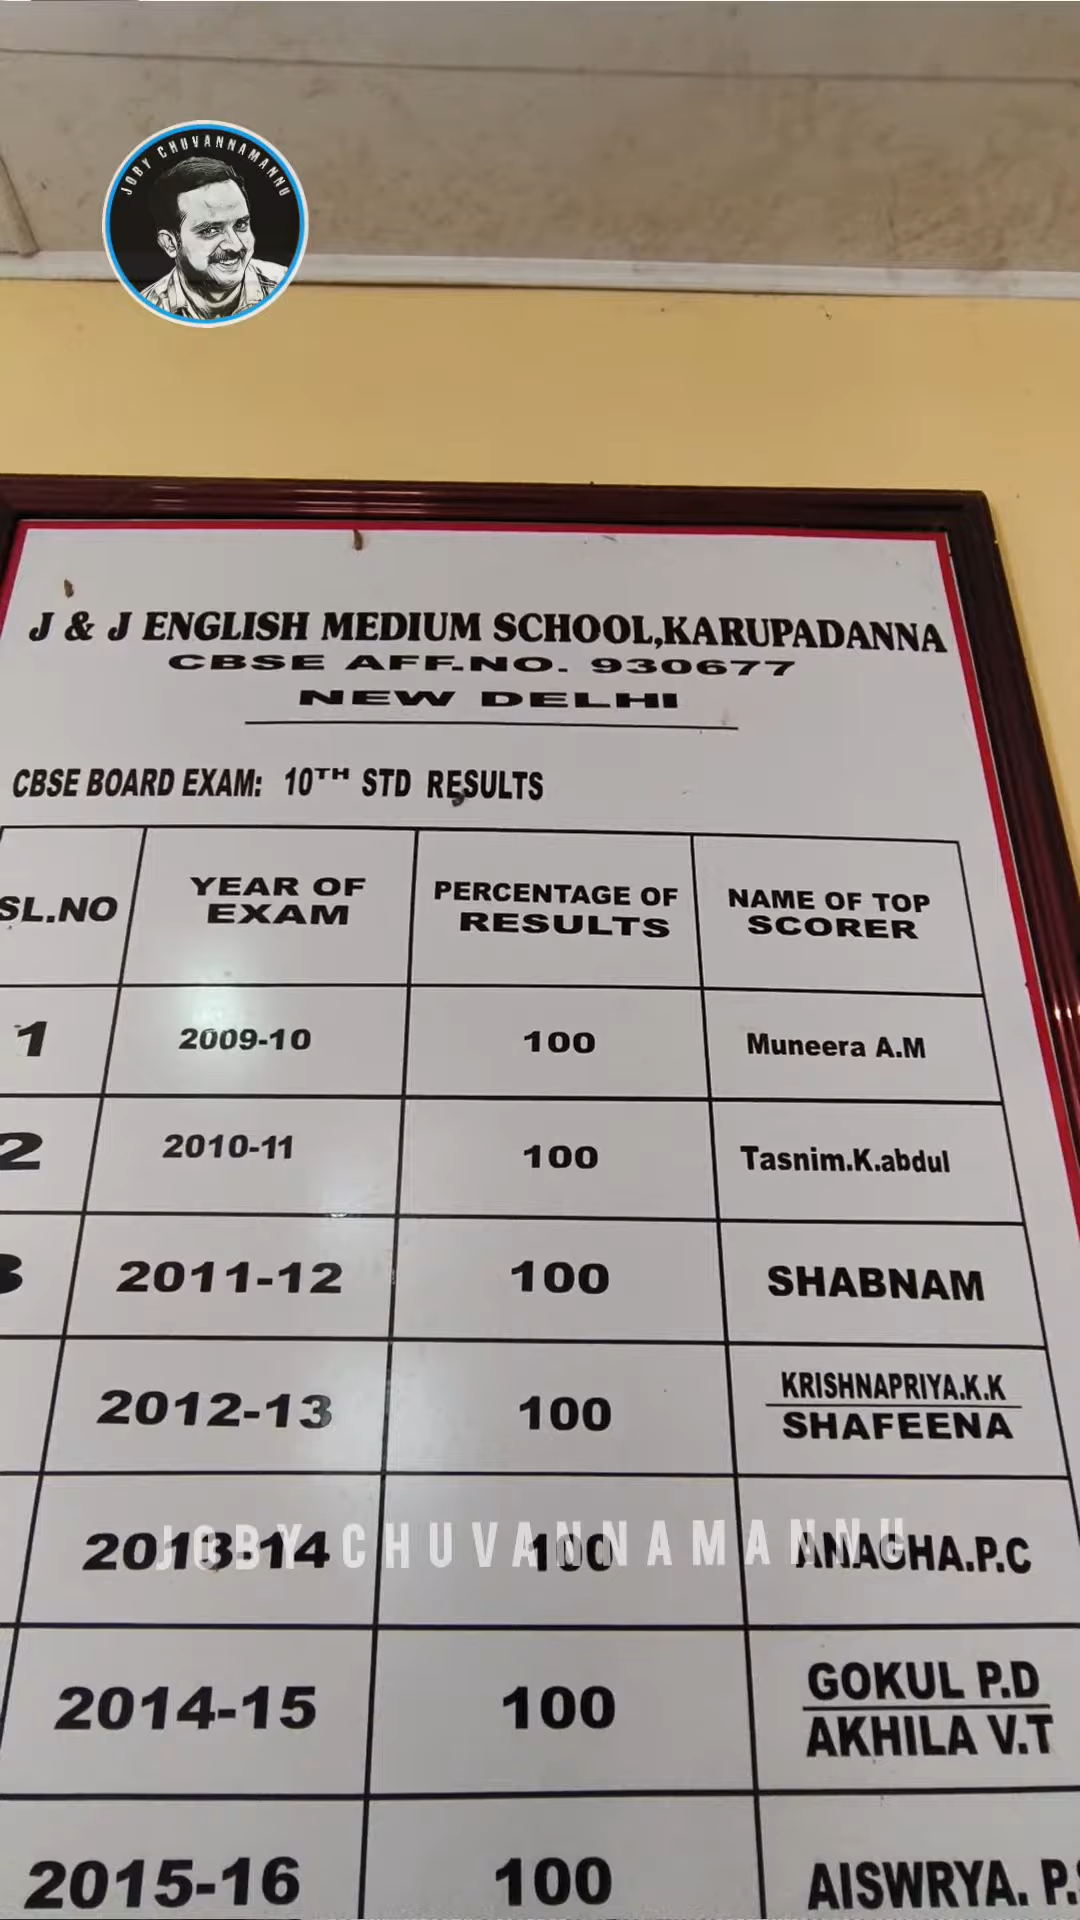 JOBY CHUVANNAMANNU
J & J ENGLISH MEDIUM SCHOOL,KARUPADANNA
CBSE AFF.NO. 930677
NEW DELHI
CBSE BOARD EXAM: 10TH STD RESULTS
SL.NO
YEAR OF
EXAM
PERCENTAGE OF
RESULTS
NAME OF TOP
SCORER
1 2009-10 100 Muneera A.M
2 2010-11 100 Tasnim.K.abdul
3 2011-12 100 SHABNAM
2012-13 100 KRISHNAPRIYA.K.K
SHAFEENA
2013-14 100 ANAGHA.P.C
JOBY CHUVANNAMANNU
2014-15 100 GOKUL P.D
AKHILA V.T
2015-16 100 AISWRYA. P.